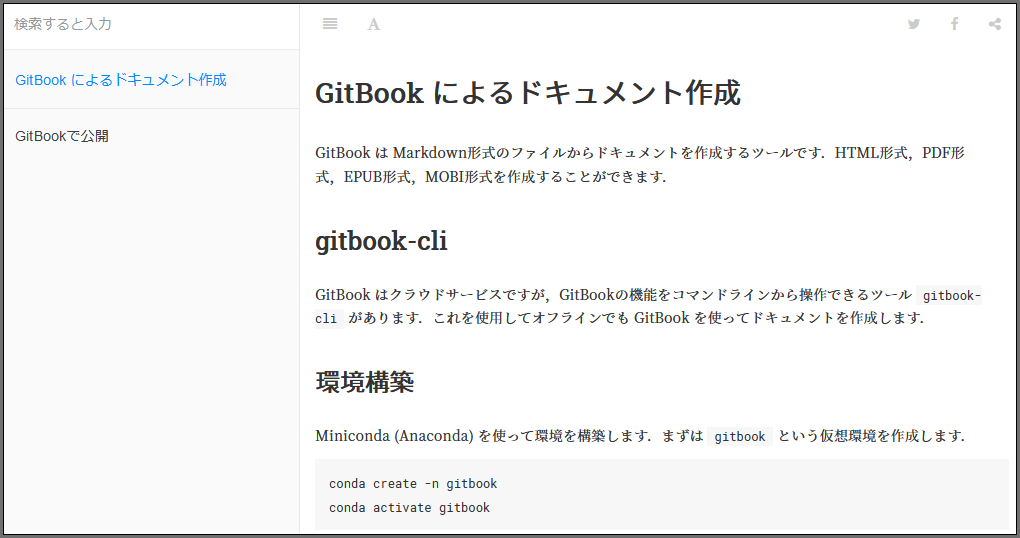 検索すると入力
GitBook によるドキュメント作成
GitBookで公開
A
GitBook によるドキュメント作成
GitBook は Markdown形式のファイルからドキュメントを作成するツールです．HTML形式，PDF形
式，EPUB形式，MOBI形式を作成することができます．
gitbook-cli
GitBook はクラウドサービスですが，GitBookの機能をコマンドラインから操作できるツール gitbook-
cli があります．これを使用してオフラインでも GitBook を使ってドキュメントを作成します．
環境構築
Miniconda (Anaconda) を使って環境を構築します．まずは gitbook という仮想環境を作成します．
conda create -n gitbook
conda activate gitbook